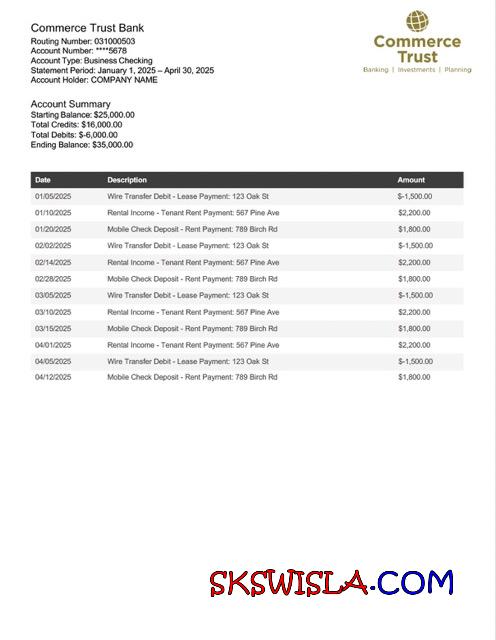 Commerce Trust Bank
Routing Number: 031000503
Account Number: ****5678
Account Type: Business Checking
Statement Period: January 1, 2025 – April 30, 2025
Account Holder: COMPANY NAME
Commerce
Trust
Banking | Investments | Planning
Account Summary
Starting Balance: $25,000.00
Total Credits: $16,000.00
Total Debits: $-6,000.00
Ending Balance: $35,000.00
Date Description Amount
01/05/2025 Wire Transfer Debit - Lease Payment: 123 Oak St $-1,500.00
01/10/2025 Rental Income - Tenant Rent Payment: 567 Pine Ave $2,200.00
01/20/2025 Mobile Check Deposit - Rent Payment: 789 Birch Rd $1,800.00
02/02/2025 Wire Transfer Debit - Lease Payment: 123 Oak St $-1,500.00
02/14/2025 Rental Income - Tenant Rent Payment: 567 Pine Ave $2,200.00
02/28/2025 Mobile Check Deposit - Rent Payment: 789 Birch Rd $1,800.00
03/05/2025 Wire Transfer Debit - Lease Payment: 123 Oak St $-1,500.00
03/10/2025 Rental Income - Tenant Rent Payment: 567 Pine Ave $2,200.00
03/15/2025 Mobile Check Deposit - Rent Payment: 789 Birch Rd $1,800.00
04/01/2025 Rental Income - Tenant Rent Payment: 567 Pine Ave $2,200.00
04/05/2025 Wire Transfer Debit - Lease Payment: 123 Oak St $-1,500.00
04/12/2025 Mobile Check Deposit - Rent Payment: 789 Birch Rd $1,800.00
SKSWISLA.COM